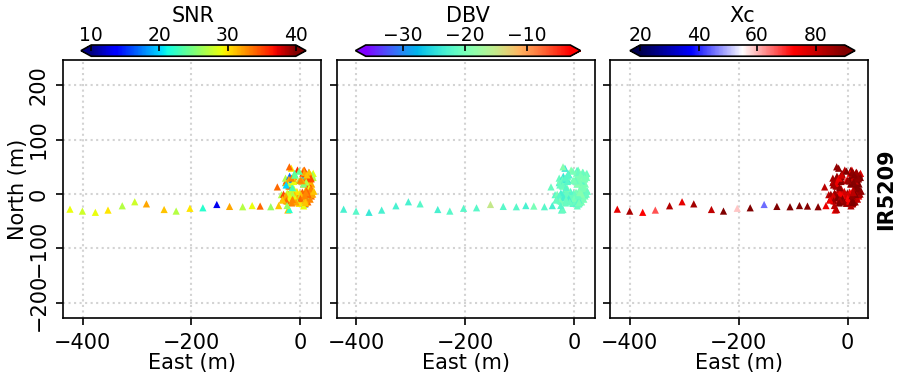 SNR DBV Xc
10 20 30 40 −30 −20 −10 20 40 60 80
200
100
0
−100
−200
North (m)
IR5209
−400 −200 0 −400 −200 0 −400 −200 0
East (m) East (m) East (m)